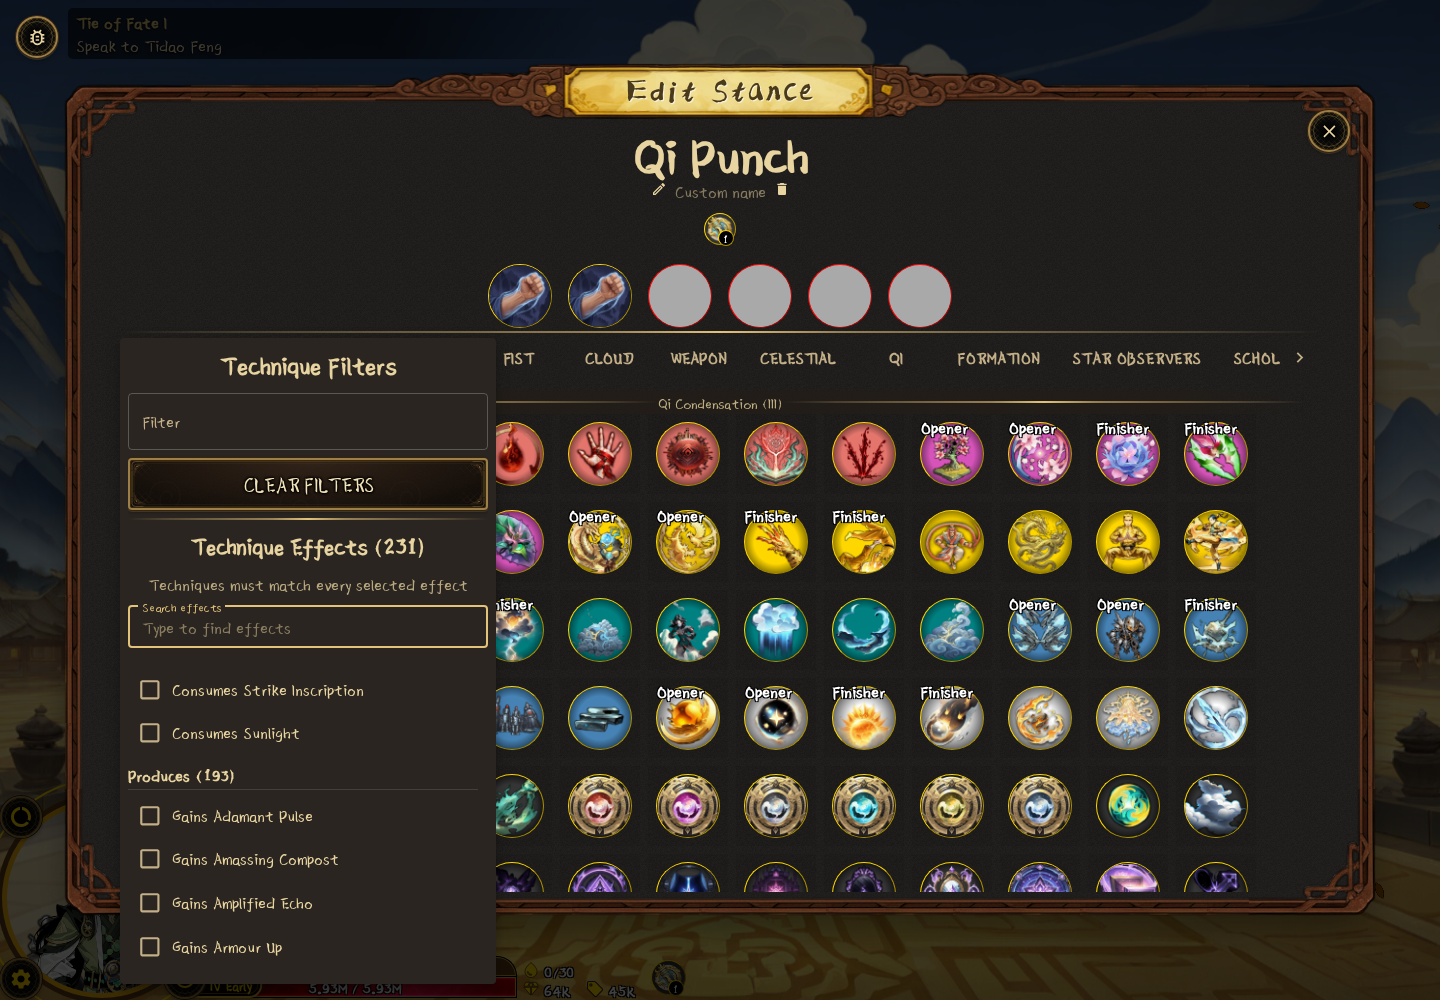 Tie of Fate I
Speak to Tidao Feng
Edit Stance
Qi Punch
Custom name
FIST CLOUD WEAPON CELESTIAL QI FORMATION STAR OBSERVERS SCHOL
Qi Condensation (III)
Opener Opener Finisher Finisher
Opener Opener Finisher Finisher
nisher Opener Opener Finisher
Opener Opener Finisher Finisher
Technique Filters
Filter
CLEAR FILTERS
Technique Effects (231)
Techniques must match every selected effect
Search effects
Type to find effects
Consumes Strike Inscription
Consumes Sunlight
Produces (193)
Gains Adamant Pulse
Gains Amassing Compost
Gains Amplified Echo
Gains Armour Up
IV Early
5.93M / 5.93M
0/30
64K 45K